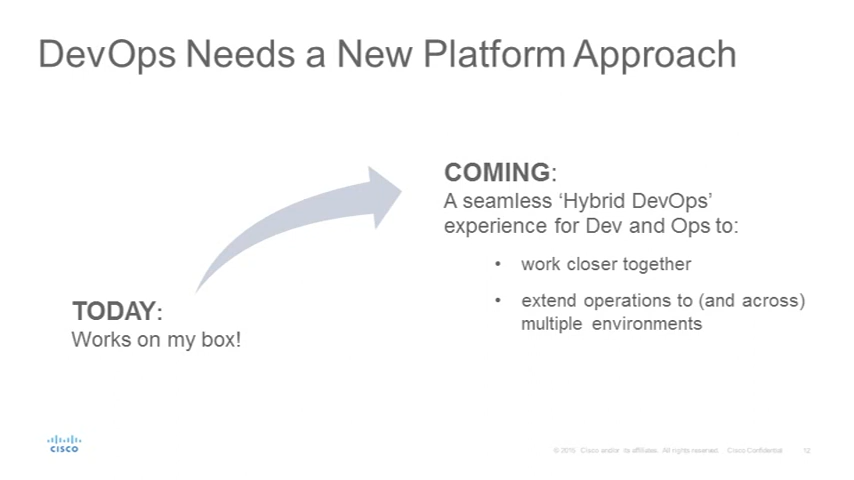 DevOps Needs a New Platform Approach
COMING:
A seamless ‘Hybrid DevOps’
experience for Dev and Ops to:
• work closer together
• extend operations to (and across)
multiple environments
TODAY:
Works on my box!
CISCO
© 2015 Cisco and/or its affiliates. All rights reserved. Cisco Confidential 12